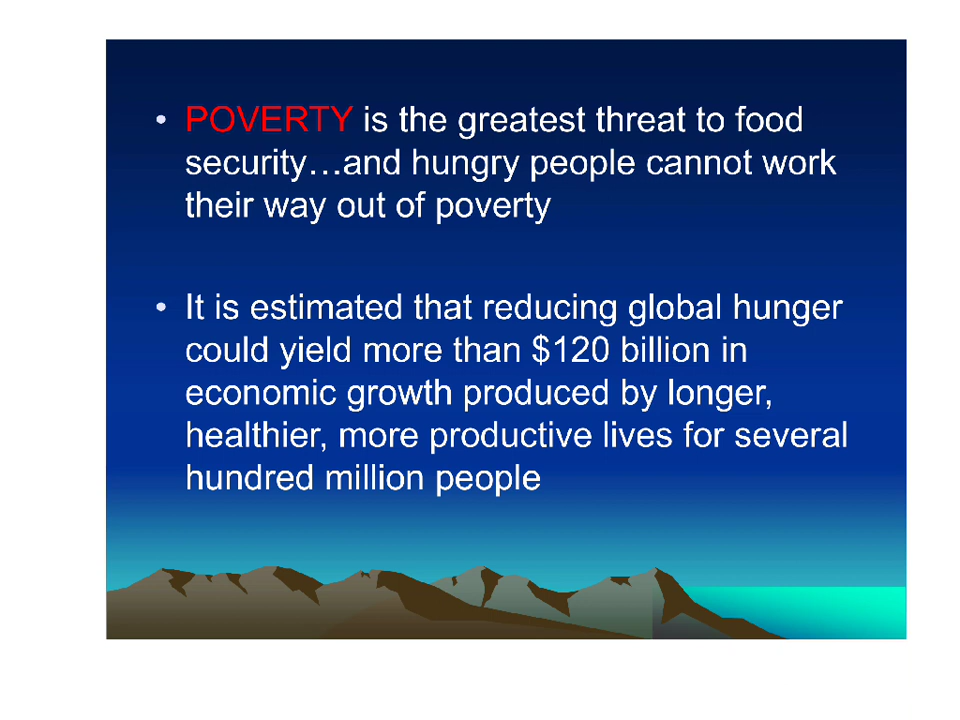 • POVERTY is the greatest threat to food
security…and hungry people cannot work
their way out of poverty
• It is estimated that reducing global hunger
could yield more than $120 billion in
economic growth produced by longer,
healthier, more productive lives for several
hundred million people